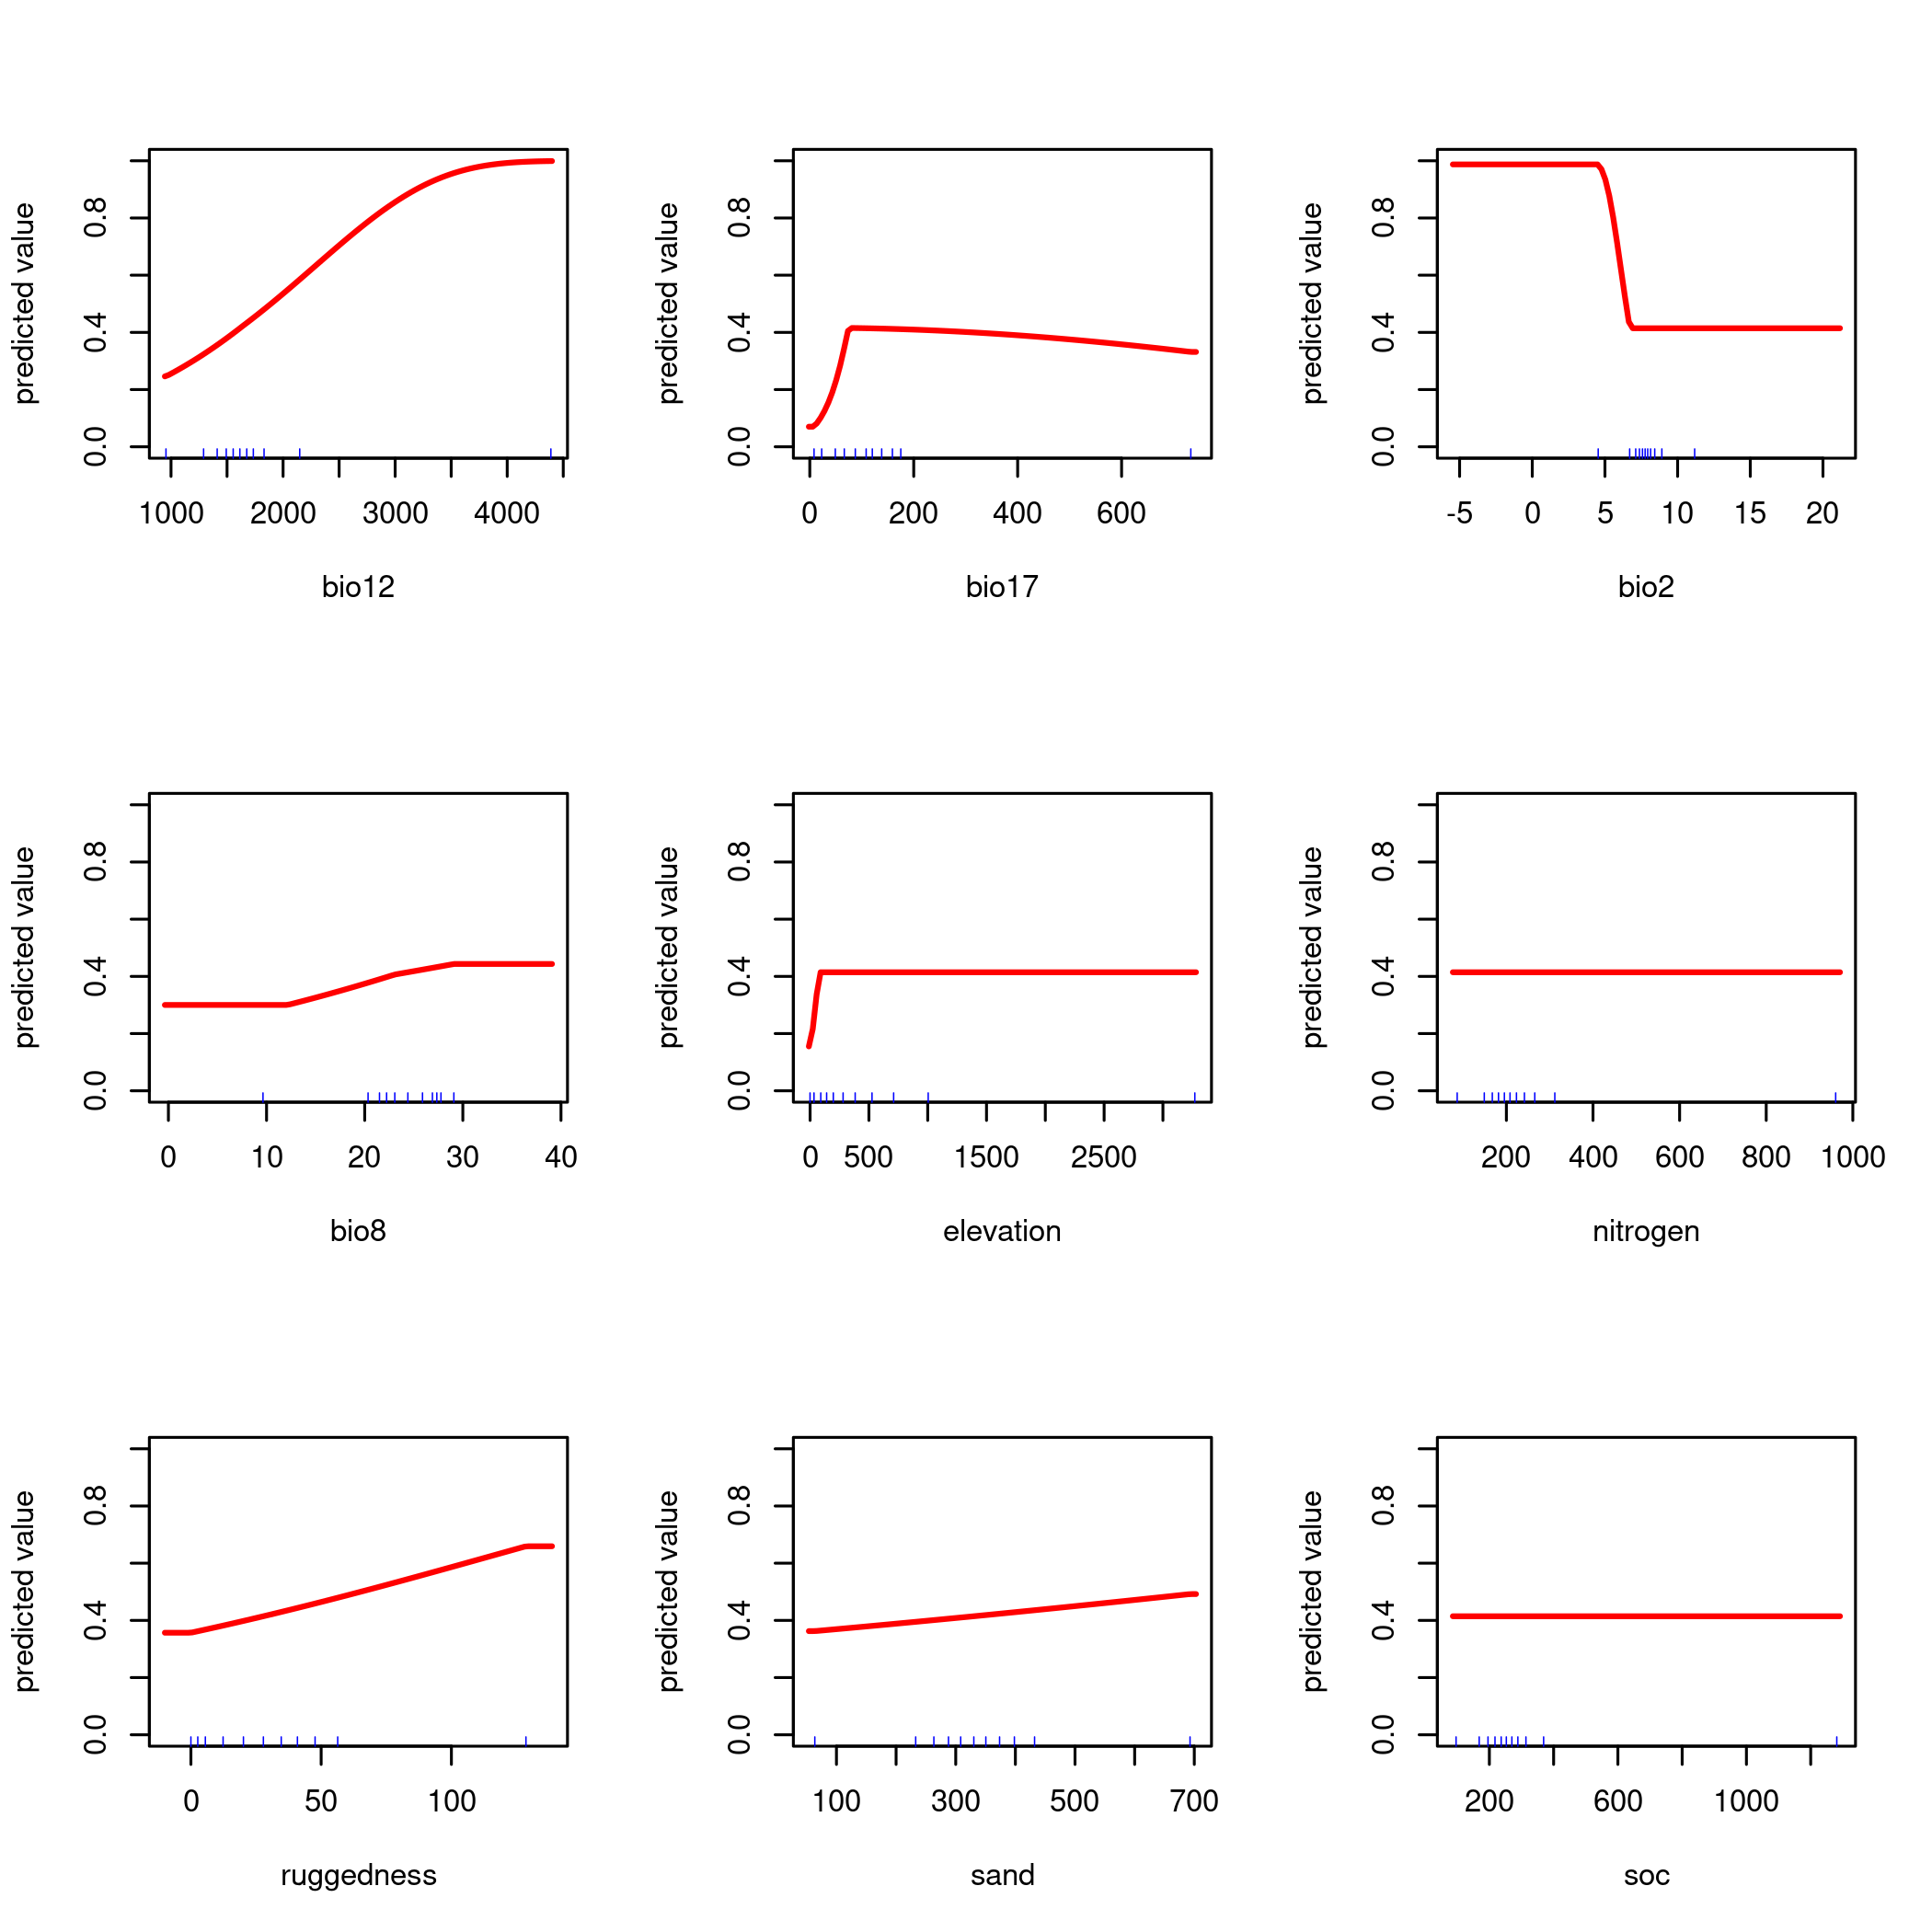 predicted value
0.0 0.4 0.8
1000 2000 3000 4000
bio12
predicted value
0.0 0.4 0.8
0 200 400 600
bio17
predicted value
0.0 0.4 0.8
-5 0 5 10 15 20
bio2
predicted value
0.0 0.4 0.8
0 10 20 30 40
bio8
predicted value
0.0 0.4 0.8
0 500 1500 2500
elevation
predicted value
0.0 0.4 0.8
200 400 600 800 1000
nitrogen
predicted value
0.0 0.4 0.8
0 50 100
ruggedness
predicted value
0.0 0.4 0.8
100 300 500 700
sand
predicted value
0.0 0.4 0.8
200 600 1000
soc